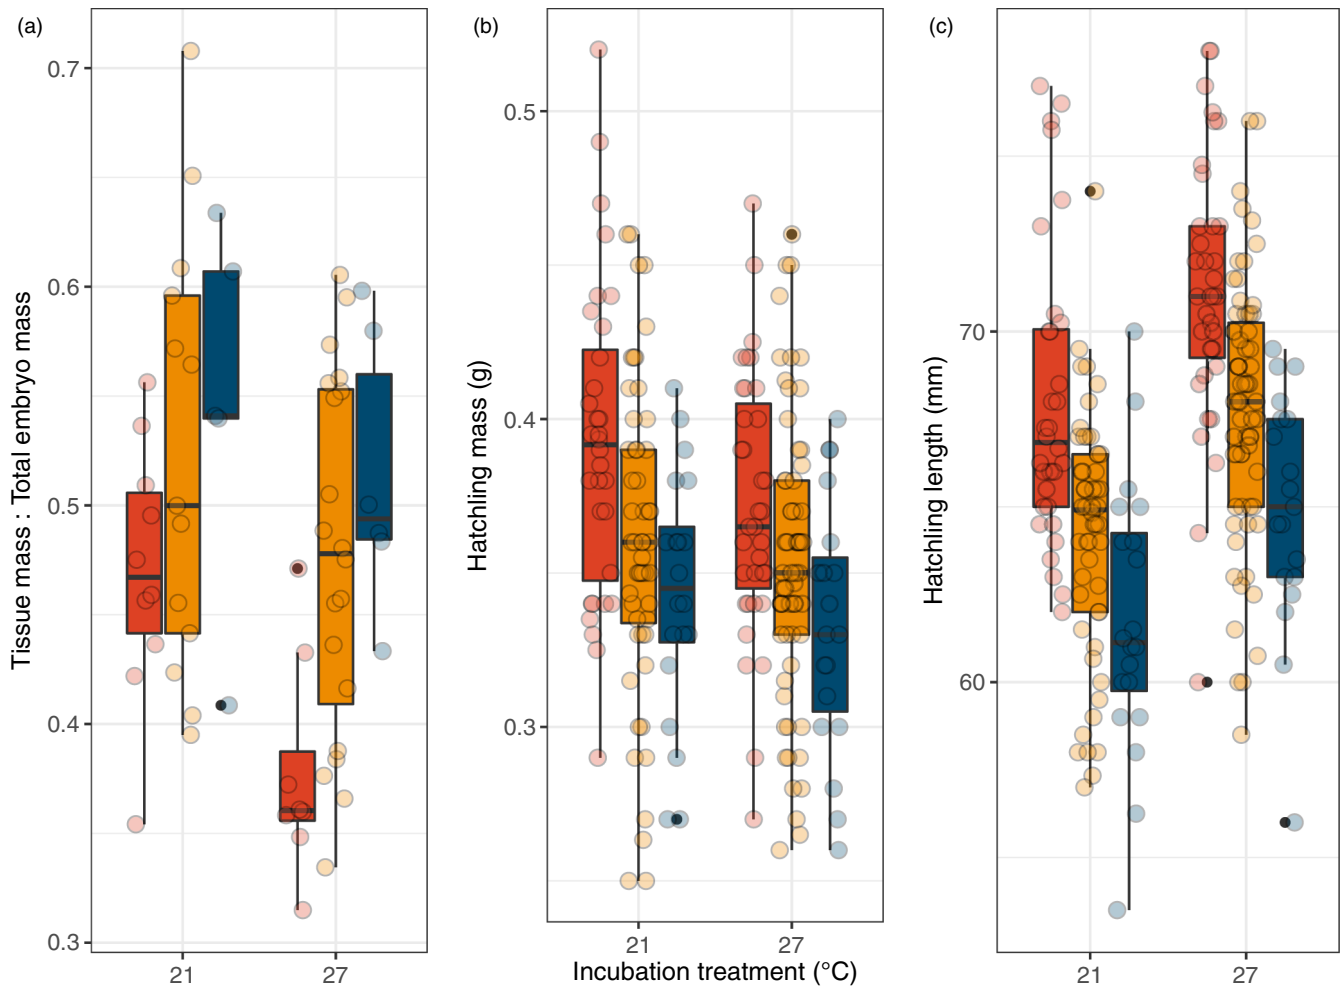 (a)
(b)
(c)
Tissue mass : Total embryo mass
0.7
0.6
0.5
0.4
0.3
21
27
Hatchling mass (g)
0.5
0.4
0.3
21
27
Incubation treatment (°C)
Hatchling length (mm)
70
60
21
27